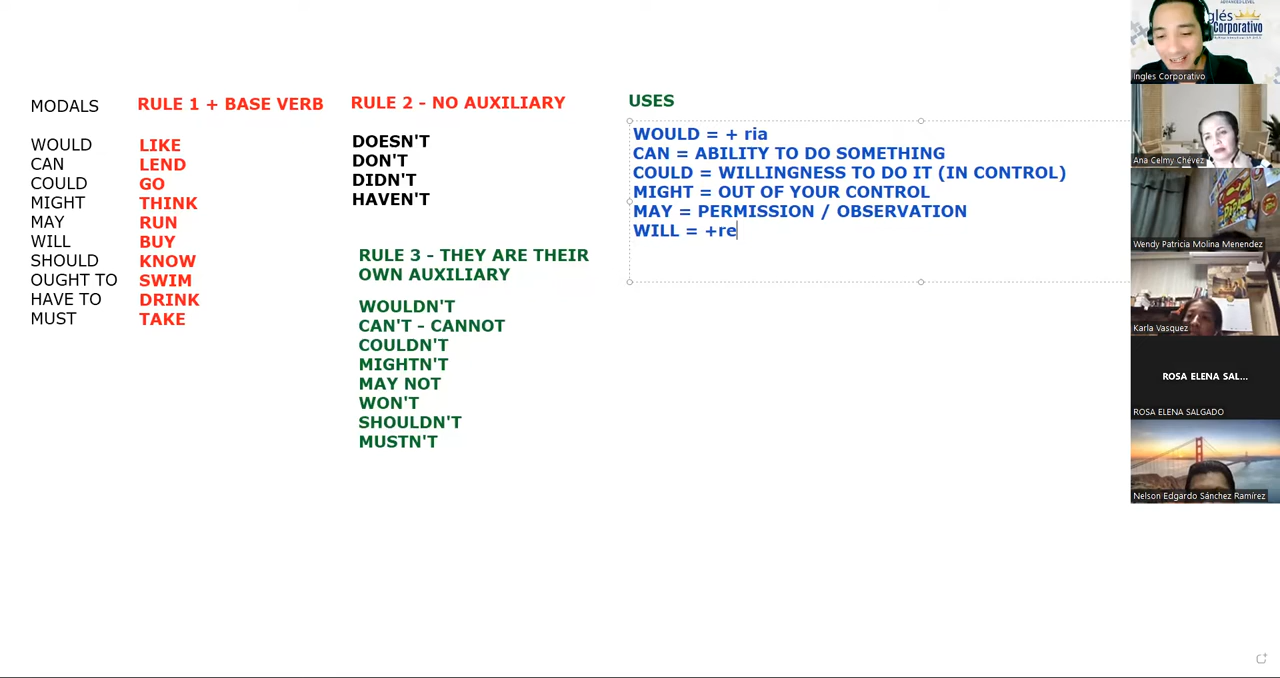 MODALS
WOULD
CAN
COULD
MIGHT
MAY
WILL
SHOULD
OUGHT TO
HAVE TO
MUST
RULE 1 + BASE VERB
LIKE
LEND
GO
THINK
RUN
BUY
KNOW
SWIM
DRINK
TAKE
RULE 2 - NO AUXILIARY
DOESN'T
DON'T
DIDN'T
HAVEN'T
RULE 3 - THEY ARE THEIR
OWN AUXILIARY
WOULDN'T
CAN'T - CANNOT
COULDN'T
MIGHTN'T
MAY NOT
WON'T
SHOULDN'T
MUSTN'T
USES
WOULD = + ria
CAN = ABILITY TO DO SOMETHING
COULD = WILLINGNESS TO DO IT (IN CONTROL)
MIGHT = OUT OF YOUR CONTROL
MAY = PERMISSION / OBSERVATION
WILL = +re
glés
Corporativo
Ingles Corporativo
Ana Celmy Chévez
Wendy Patricia Molina Menendez
Karla Vasquez
ROSA ELENA SAL...
ROSA ELENA SALGADO
Nelson Edgardo Sánchez Ramírez